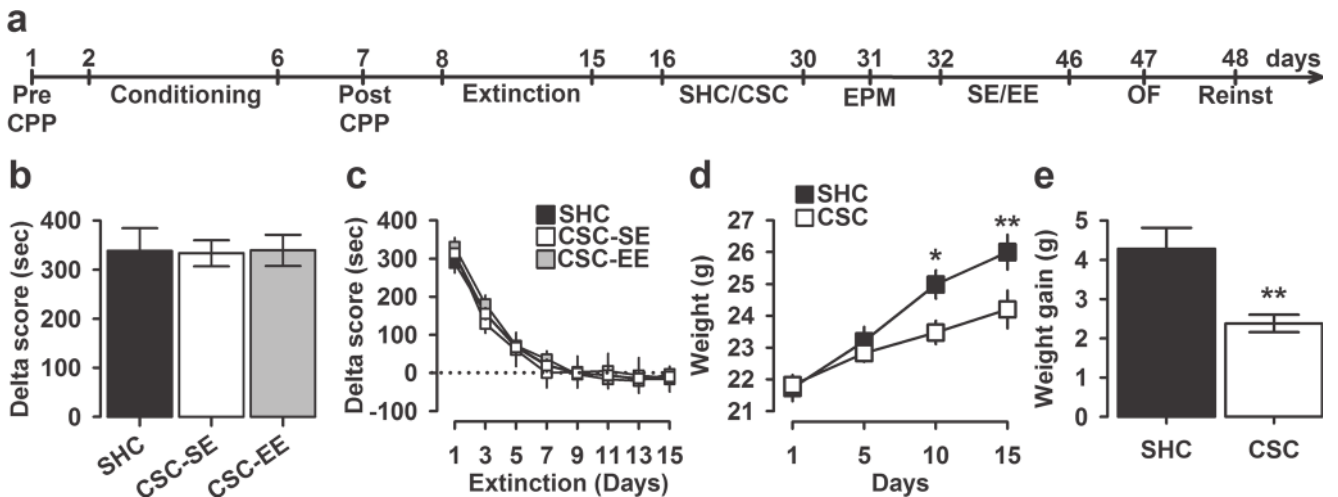 a
1 2 6 7 8 15 16 30 31 32 46 47 48 days
Pre Conditioning Post Extinction SHC/CSC EPM SE/EE OF Reinst
CPP CPP
b
Delta score (sec)
400
300
200
100
0
SHC CSC-SE CSC-EE
c
Delta score (sec)
400
300
200
100
0
-100
SHC
CSC-SE
CSC-EE
1 3 5 7 9 11 13 15
Extinction (Days)
d
Weight (g)
27
26
25
24
23
22
21
SHC
CSC
*
**
1 5 10 15
Days
e
Weight gain (g)
5
4
3
2
1
0
**
SHC CSC